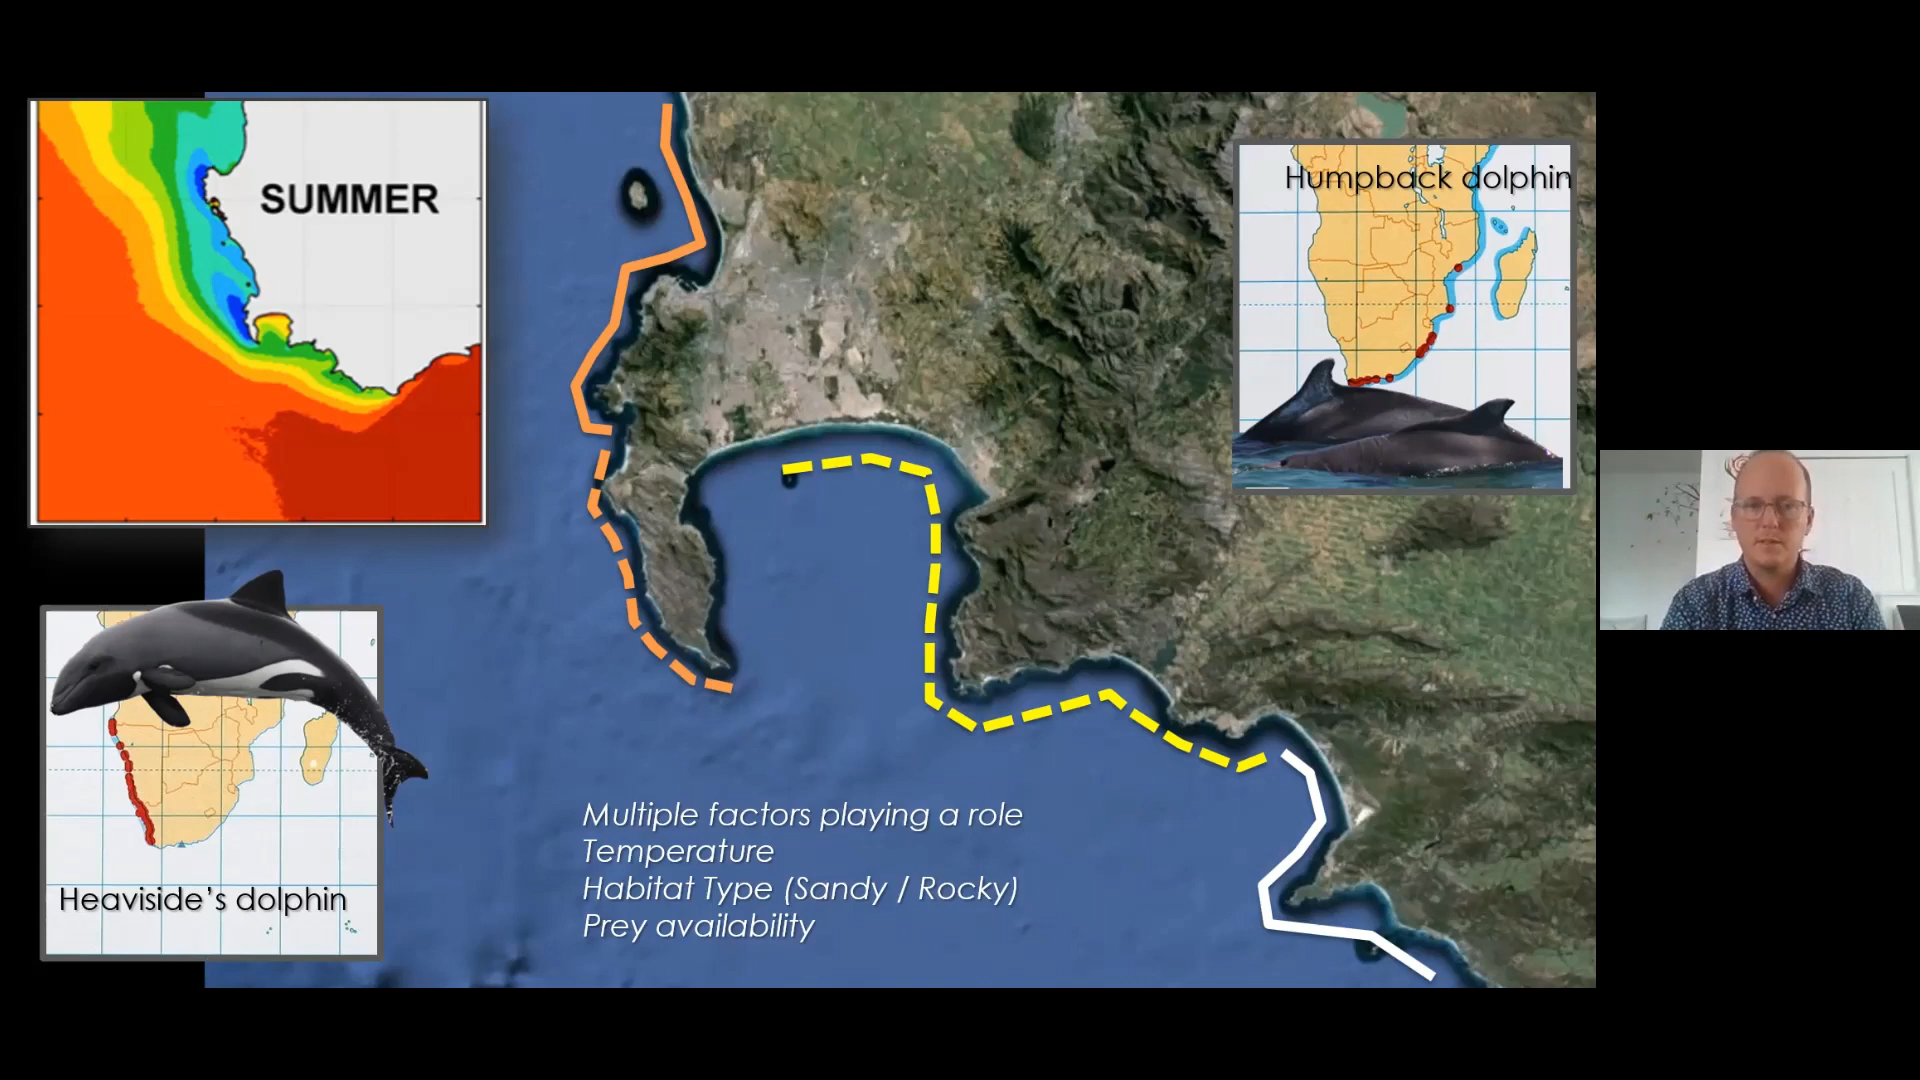 SUMMER
Humpback dolphin
Multiple factors playing a role
Temperature
Habitat Type (Sandy / Rocky)
Prey availability
Heaviside's dolphin